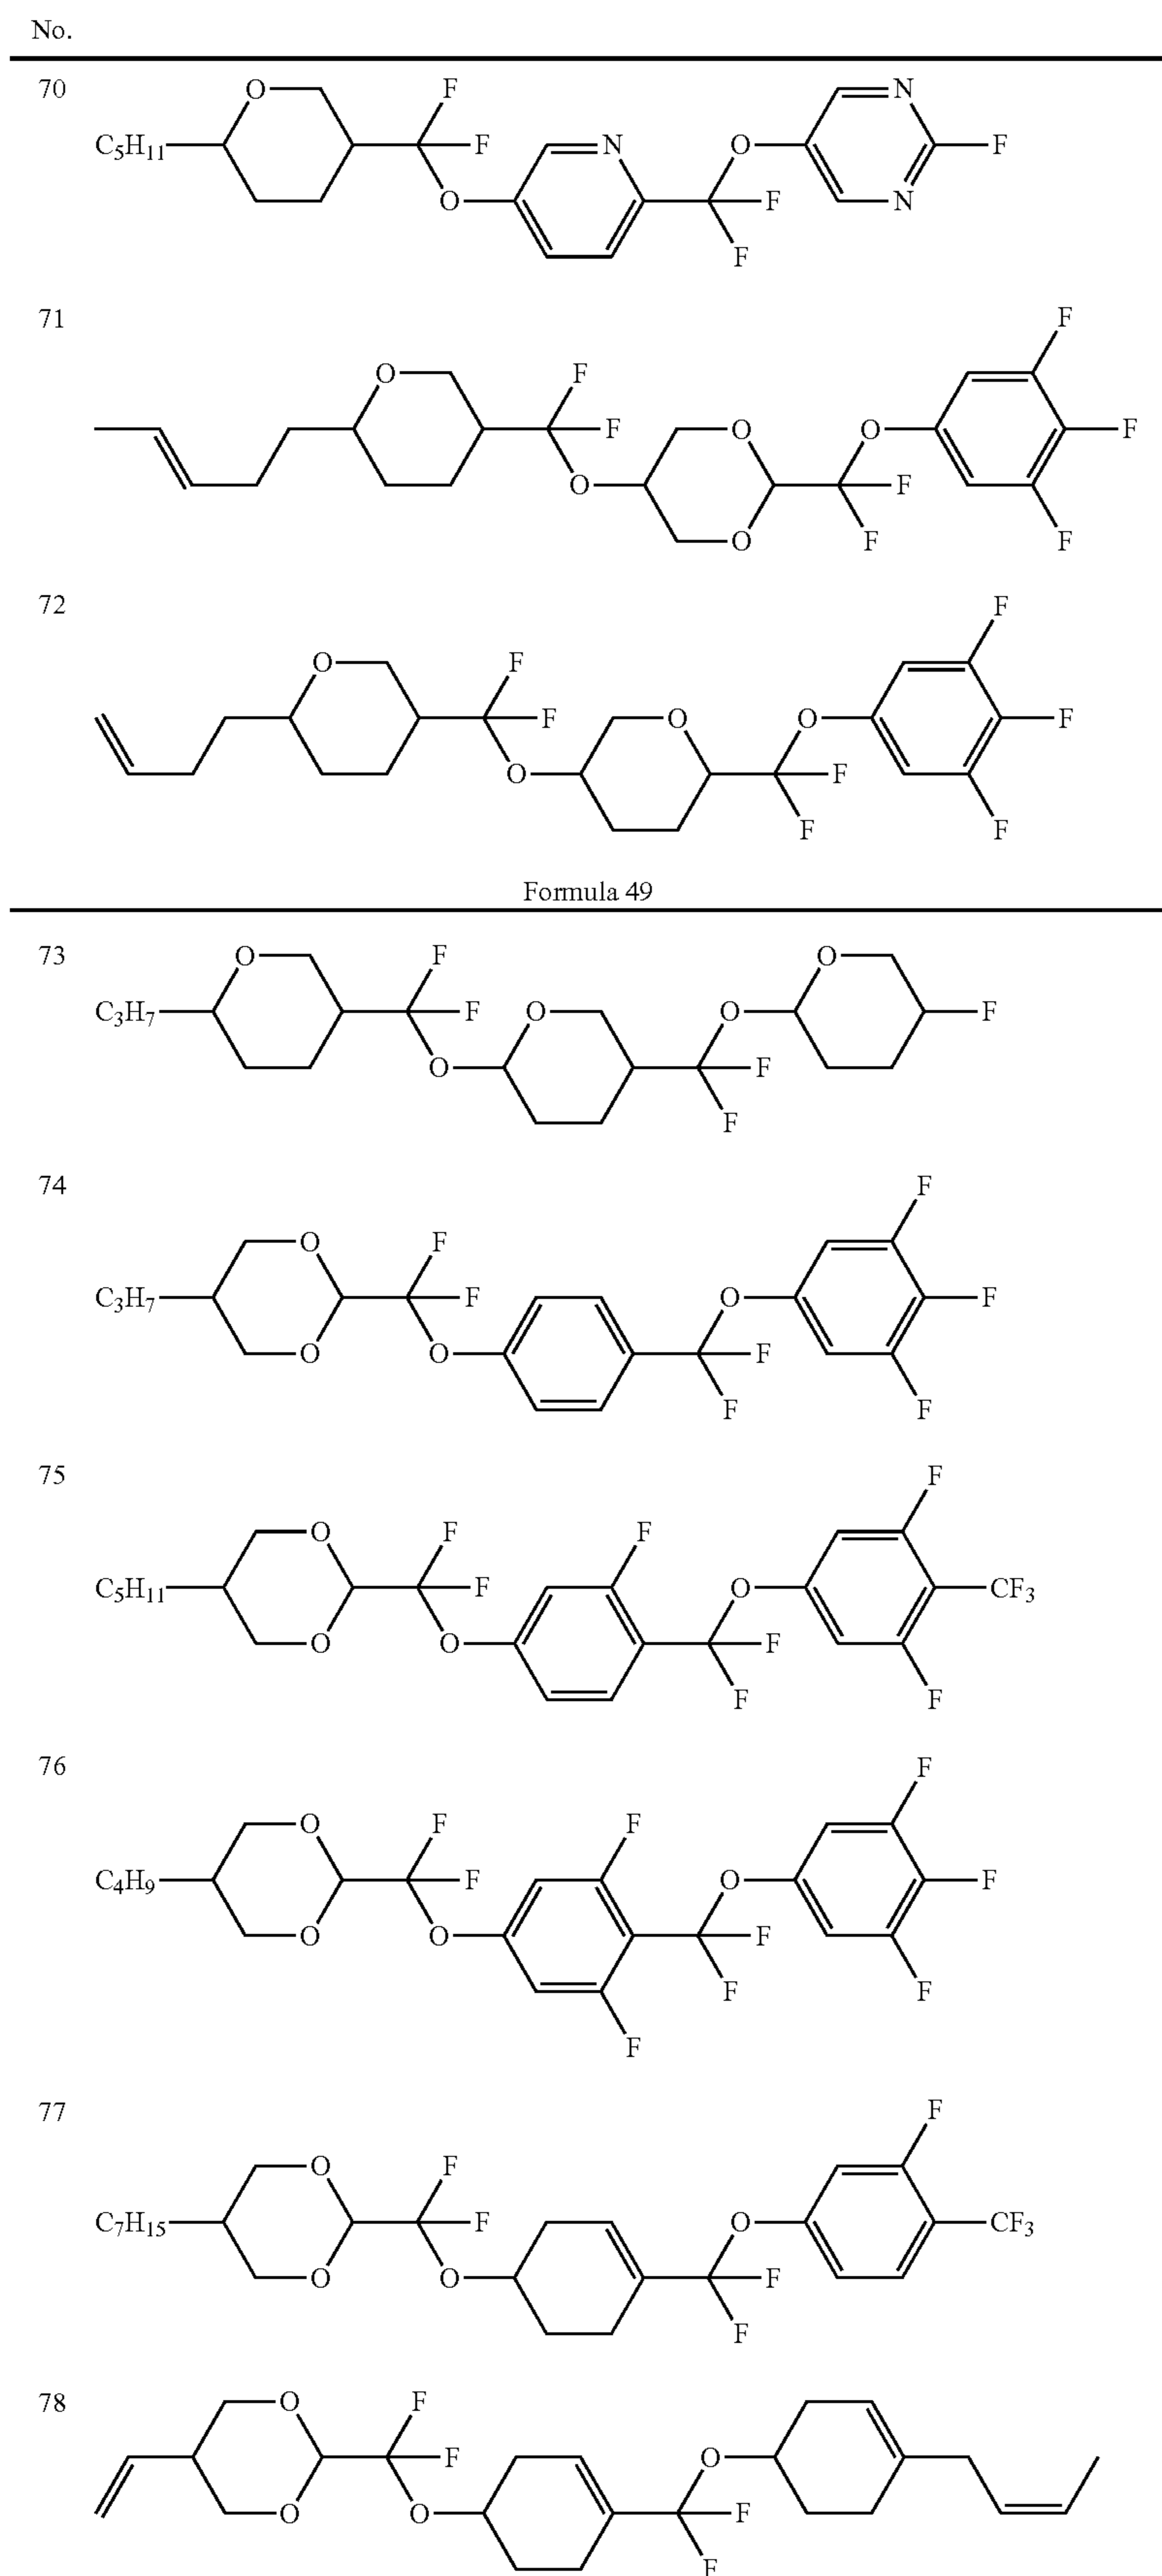 No.
70
O F N
C5H11 F N O F
O F N
F
71
F
O F
F O O F
O F
O F F
72
F
O F
F O O F
O F
F F
Formula 49
73
O F O
C3H7 F O O F
O F
F
74
F
O F
C3H7 F O F
O O F
F F
75
F
O F F
C5H11 F O CF3
O O F
F F
76
F
O F F
C4H9 F O F
O O F
F F
F
77
F
O F
C7H15 F O CF3
O O F
F
78
O F
F O
O O F
F